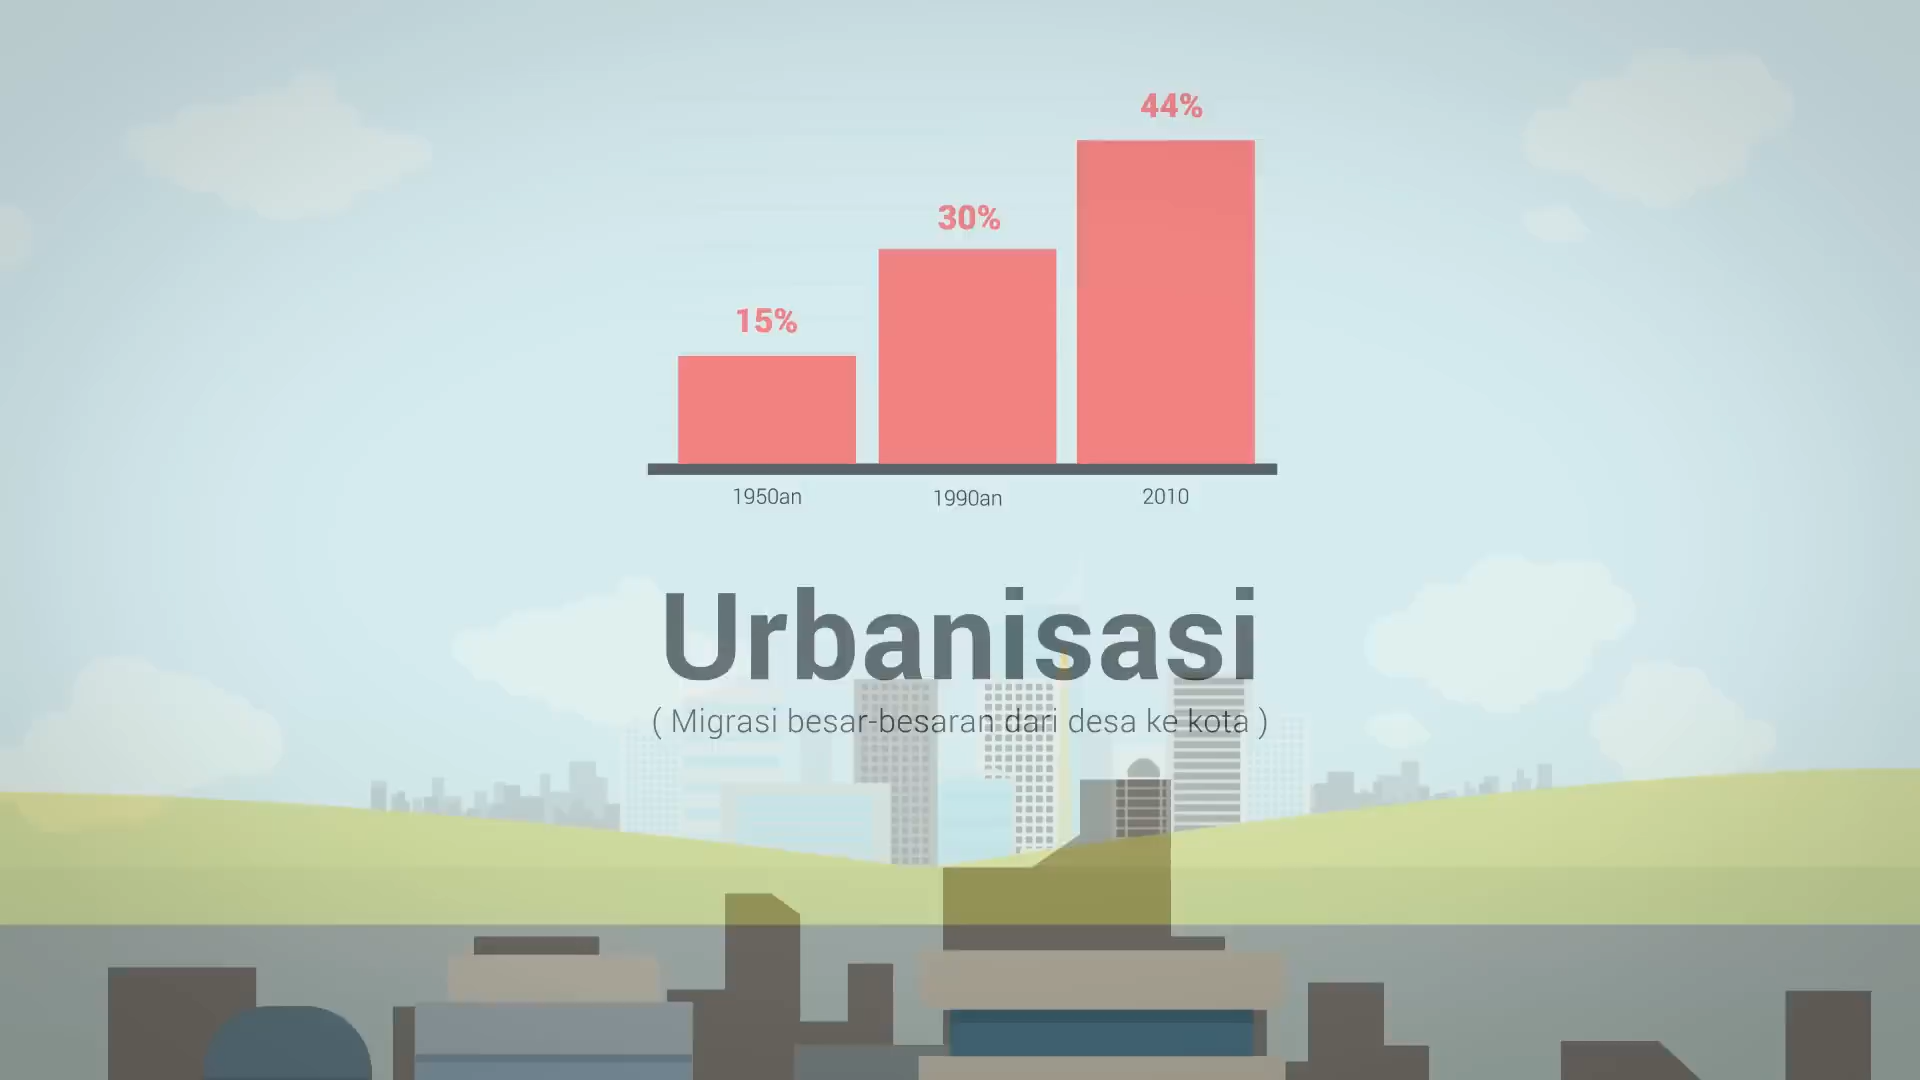 44%
30%
15%
1950an 1990an 2010
Urbanisasi
( Migrasi besar-besaran dari desa ke kota )